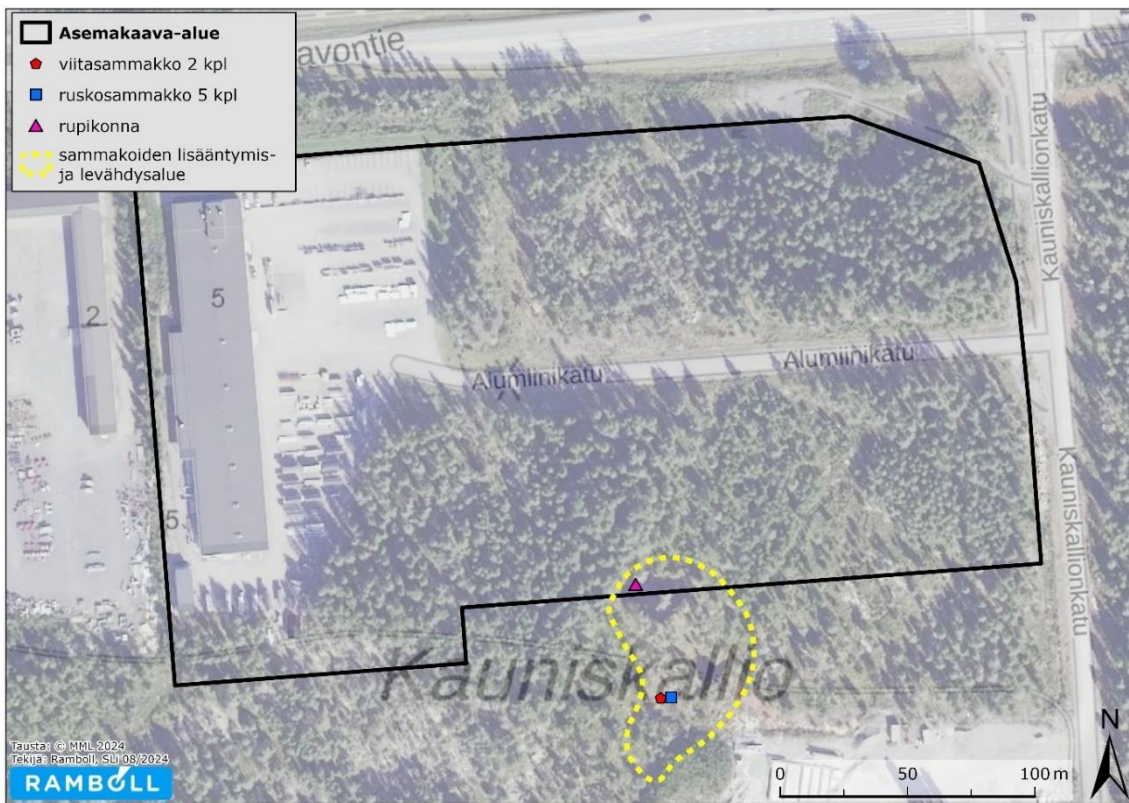 Asemakaava-alue
viitasammakko 2 kpl
ruskosammakko 5 kpl
rupikonna
sammakoiden lisääntymis-
ja levähdysalue
avontie
Kauniskallionkatu
2
5
Alumiinikatu
Alumiinikatu
5
Kauniskallionkatu
Kauniskallio
Tausta: © MML 2024
Tekijä: Ramboll, SLi 08/2024
RAMBOLL
N
0 50 100 m